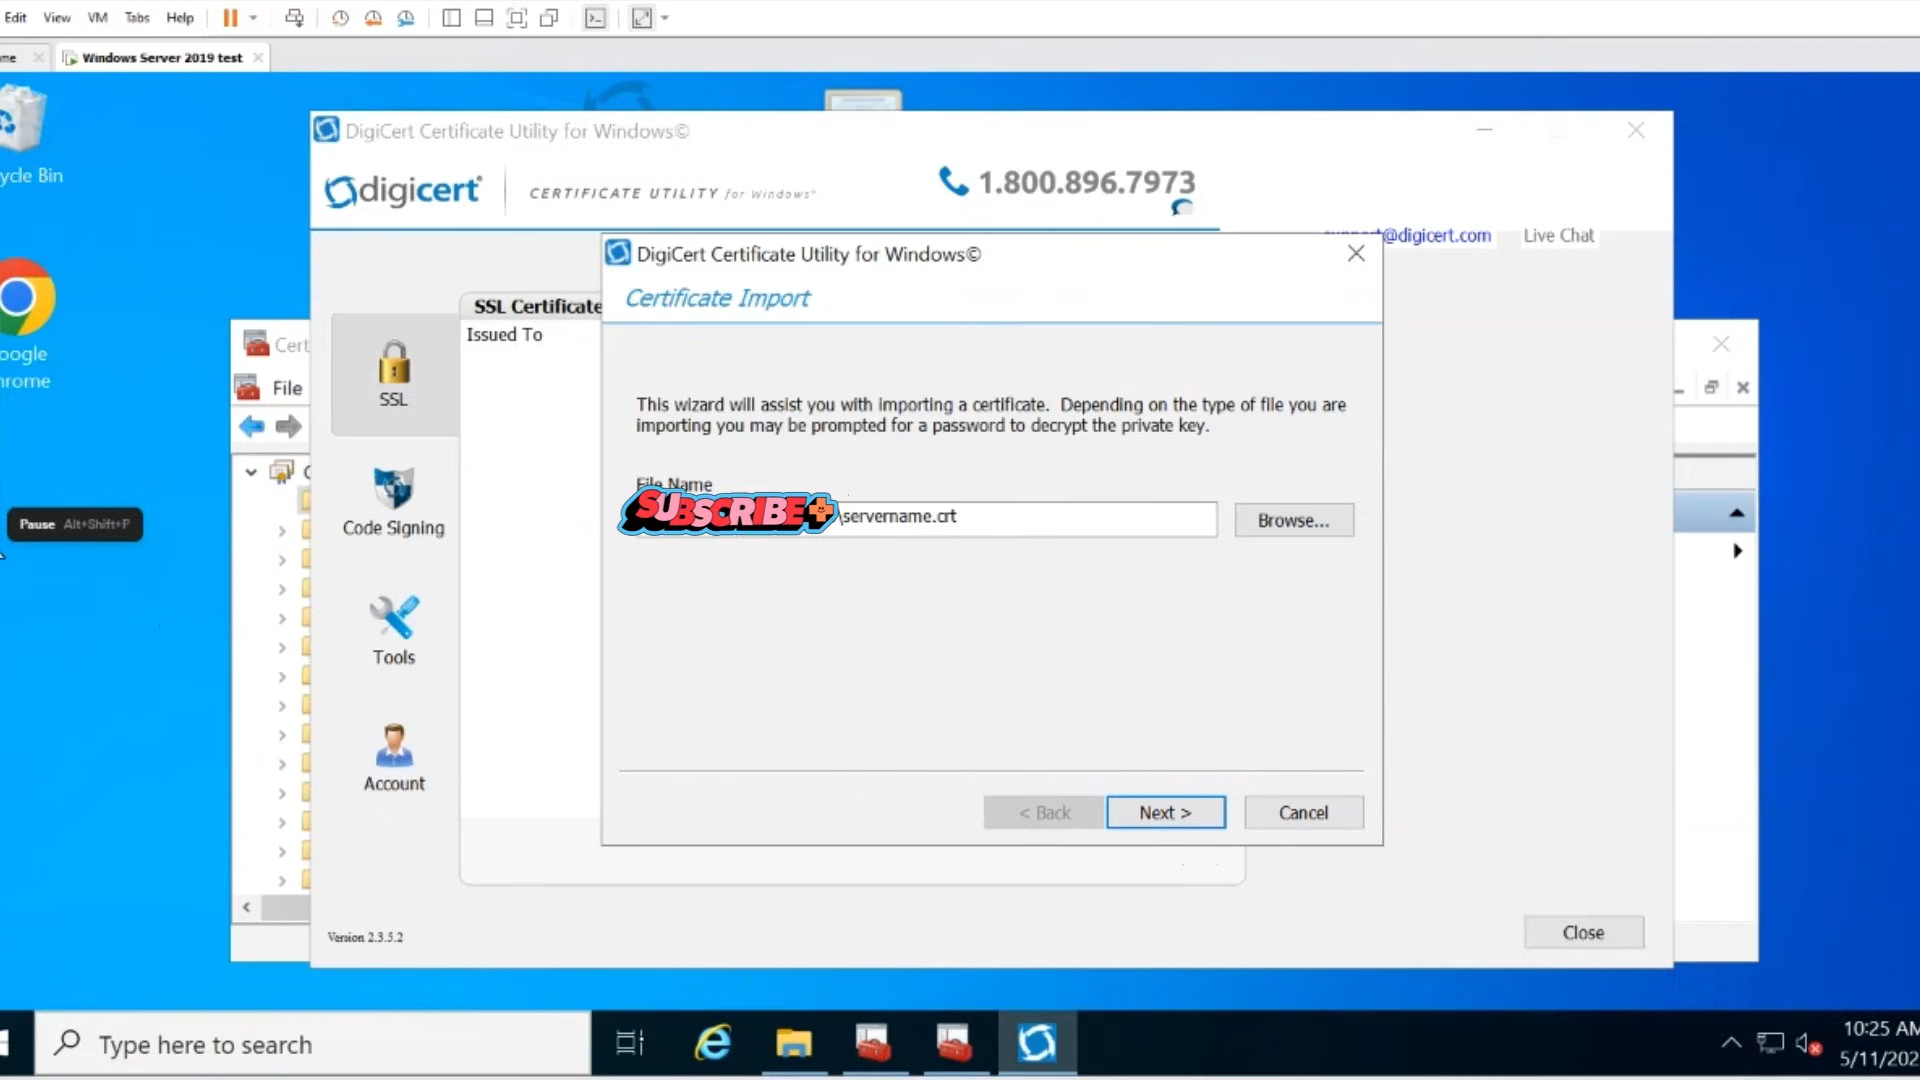 Edit View VM Tabs Help
me
Windows Server 2019 test
ycle Bin
DigiCert Certificate Utility for Windows©
digicert® CERTIFICATE UTILITY for Windows®
1.800.896.7973
@digicert.com Live Chat
DigiCert Certificate Utility for Windows©
Certificate Import
SSL Certificate
Issued To
oogle
hrome
Cert
File
SSL
This wizard will assist you with importing a certificate. Depending on the type of file you are
importing you may be prompted for a password to decrypt the private key.
File Name
SUBSCRIBE+
\servername.crt
Browse...
Pause Alt+Shift+P
Code Signing
Tools
Account
< Back
Next >
Cancel
Version 2.3.5.2
Close
Type here to search
10:25 AM
5/11/202